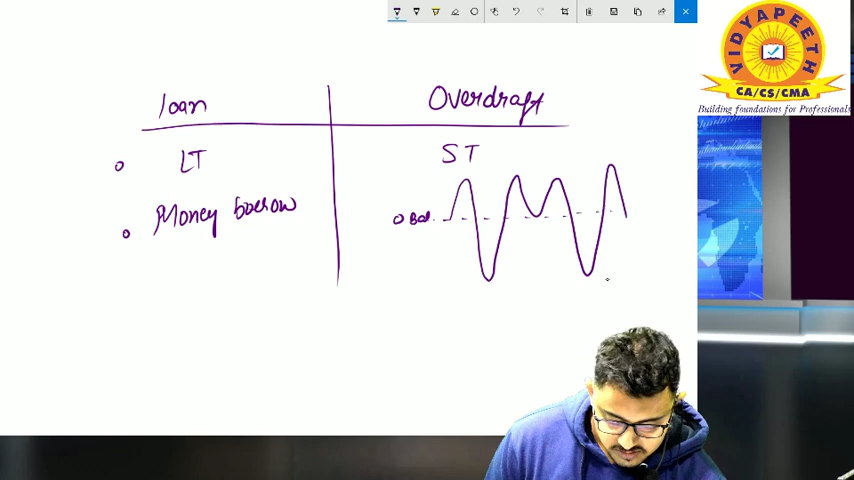 loan
Overdraft
LT
ST
Money borrow
0 Bal.
VIDYAPEETH
CA/CS/CMA
Building foundations for Professionals